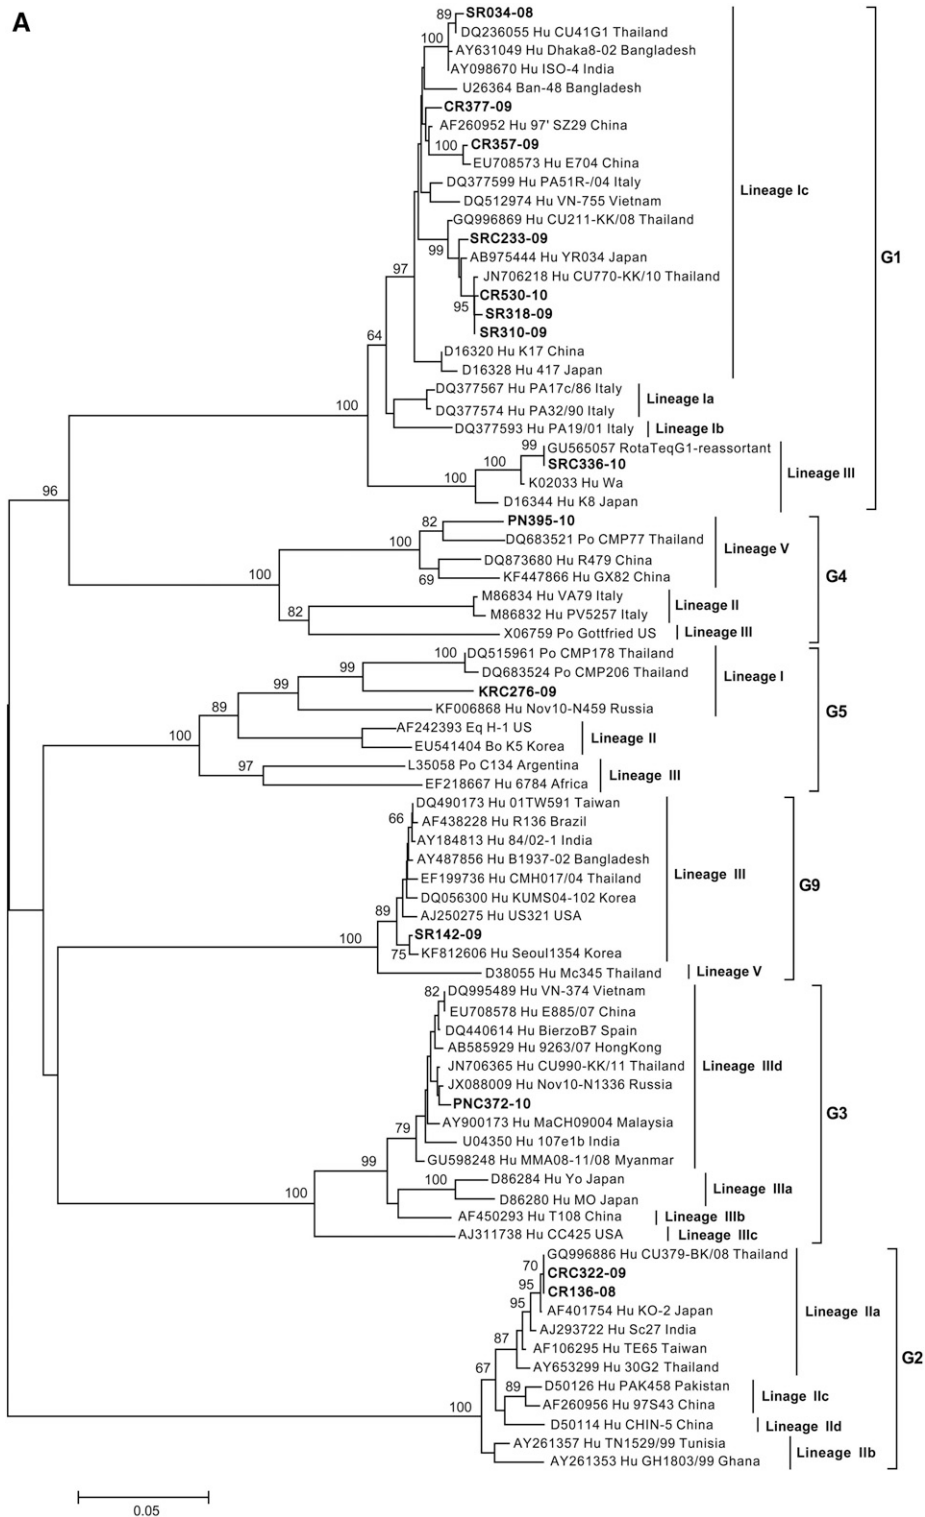 A
89 SR034-08
DQ236055 Hu CU41G1 Thailand
100
AY631049 Hu Dhaka8-02 Bangladesh
AY098670 Hu ISO-4 India
U26364 Ban-48 Bangladesh
CR377-09
AF260952 Hu 97' SZ29 China
100 CR357-09
EU708573 Hu E704 China
DQ377599 Hu PA51R-/04 Italy
Lineage Ic
DQ512974 Hu VN-755 Vietnam
GQ996869 Hu CU211-KK/08 Thailand
99 SRC233-09
AB975444 Hu YR034 Japan
G1
97
JN706218 Hu CU770-KK/10 Thailand
CR530-10
95
SR318-09
SR310-09
64
D16320 Hu K17 China
D16328 Hu 417 Japan
DQ377567 Hu PA17c/86 Italy
Lineage Ia
100
DQ377574 Hu PA32/90 Italy
DQ377593 Hu PA19/01 Italy
Lineage Ib
99 GU565057 RotaTeqG1-reassortant
100 SRC336-10
Lineage III
100
K02033 Hu Wa
96
D16344 Hu K8 Japan
82 PN395-10
DQ683521 Po CMP77 Thailand
Lineage V
100
DQ873680 Hu R479 China
69 KF447866 Hu GX82 China
G4
100
M86834 Hu VA79 Italy
Lineage II
82
M86832 Hu PV5257 Italy
X06759 Po Gottfried US
Lineage III
100 DQ515961 Po CMP178 Thailand
99
DQ683524 Po CMP206 Thailand
Lineage I
99
KRC276-09
89
KF006868 Hu Nov10-N459 Russia
G5
AF242393 Eq H-1 US
100
Lineage II
EU541404 Bo K5 Korea
97
L35058 Po C134 Argentina
Lineage III
EF218667 Hu 6784 Africa
DQ490173 Hu 01TW591 Taiwan
66
AF438228 Hu R136 Brazil
AY184813 Hu 84/02-1 India
AY487856 Hu B1937-02 Bangladesh
EF199736 Hu CMH017/04 Thailand
Lineage III
G9
DQ056300 Hu KUMS04-102 Korea
89
AJ250275 Hu US321 USA
100
SR142-09
75
KF812606 Hu Seoul1354 Korea
D38055 Hu Mc345 Thailand
Lineage V
82 DQ995489 Hu VN-374 Vietnam
EU708578 Hu E885/07 China
DQ440614 Hu BierzoB7 Spain
AB585929 Hu 9263/07 HongKong
JN706365 Hu CU990-KK/11 Thailand
Lineage IIId
JX088009 Hu Nov10-N1336 Russia
PNC372-10
G3
AY900173 Hu MaCH09004 Malaysia
79
U04350 Hu 107e1b India
99
GU598248 Hu MMA08-11/08 Myanmar
100 D86284 Hu Yo Japan
100
Lineage IIIa
D86280 Hu MO Japan
AF450293 Hu T108 China
Lineage IIIb
AJ311738 Hu CC425 USA
Lineage IIIc
GQ996886 Hu CU379-BK/08 Thailand
70
CRC322-09
95
CR136-08
95
AF401754 Hu KO-2 Japan
Lineage IIa
AJ293722 Hu Sc27 India
87
AF106295 Hu TE65 Taiwan
G2
67
AY653299 Hu 30G2 Thailand
89 D50126 Hu PAK458 Pakistan
Linage IIc
100
AF260956 Hu 97S43 China
D50114 Hu CHIN-5 China
Lineage IId
AY261357 Hu TN1529/99 Tunisia
Lineage IIb
AY261353 Hu GH1803/99 Ghana
0.05